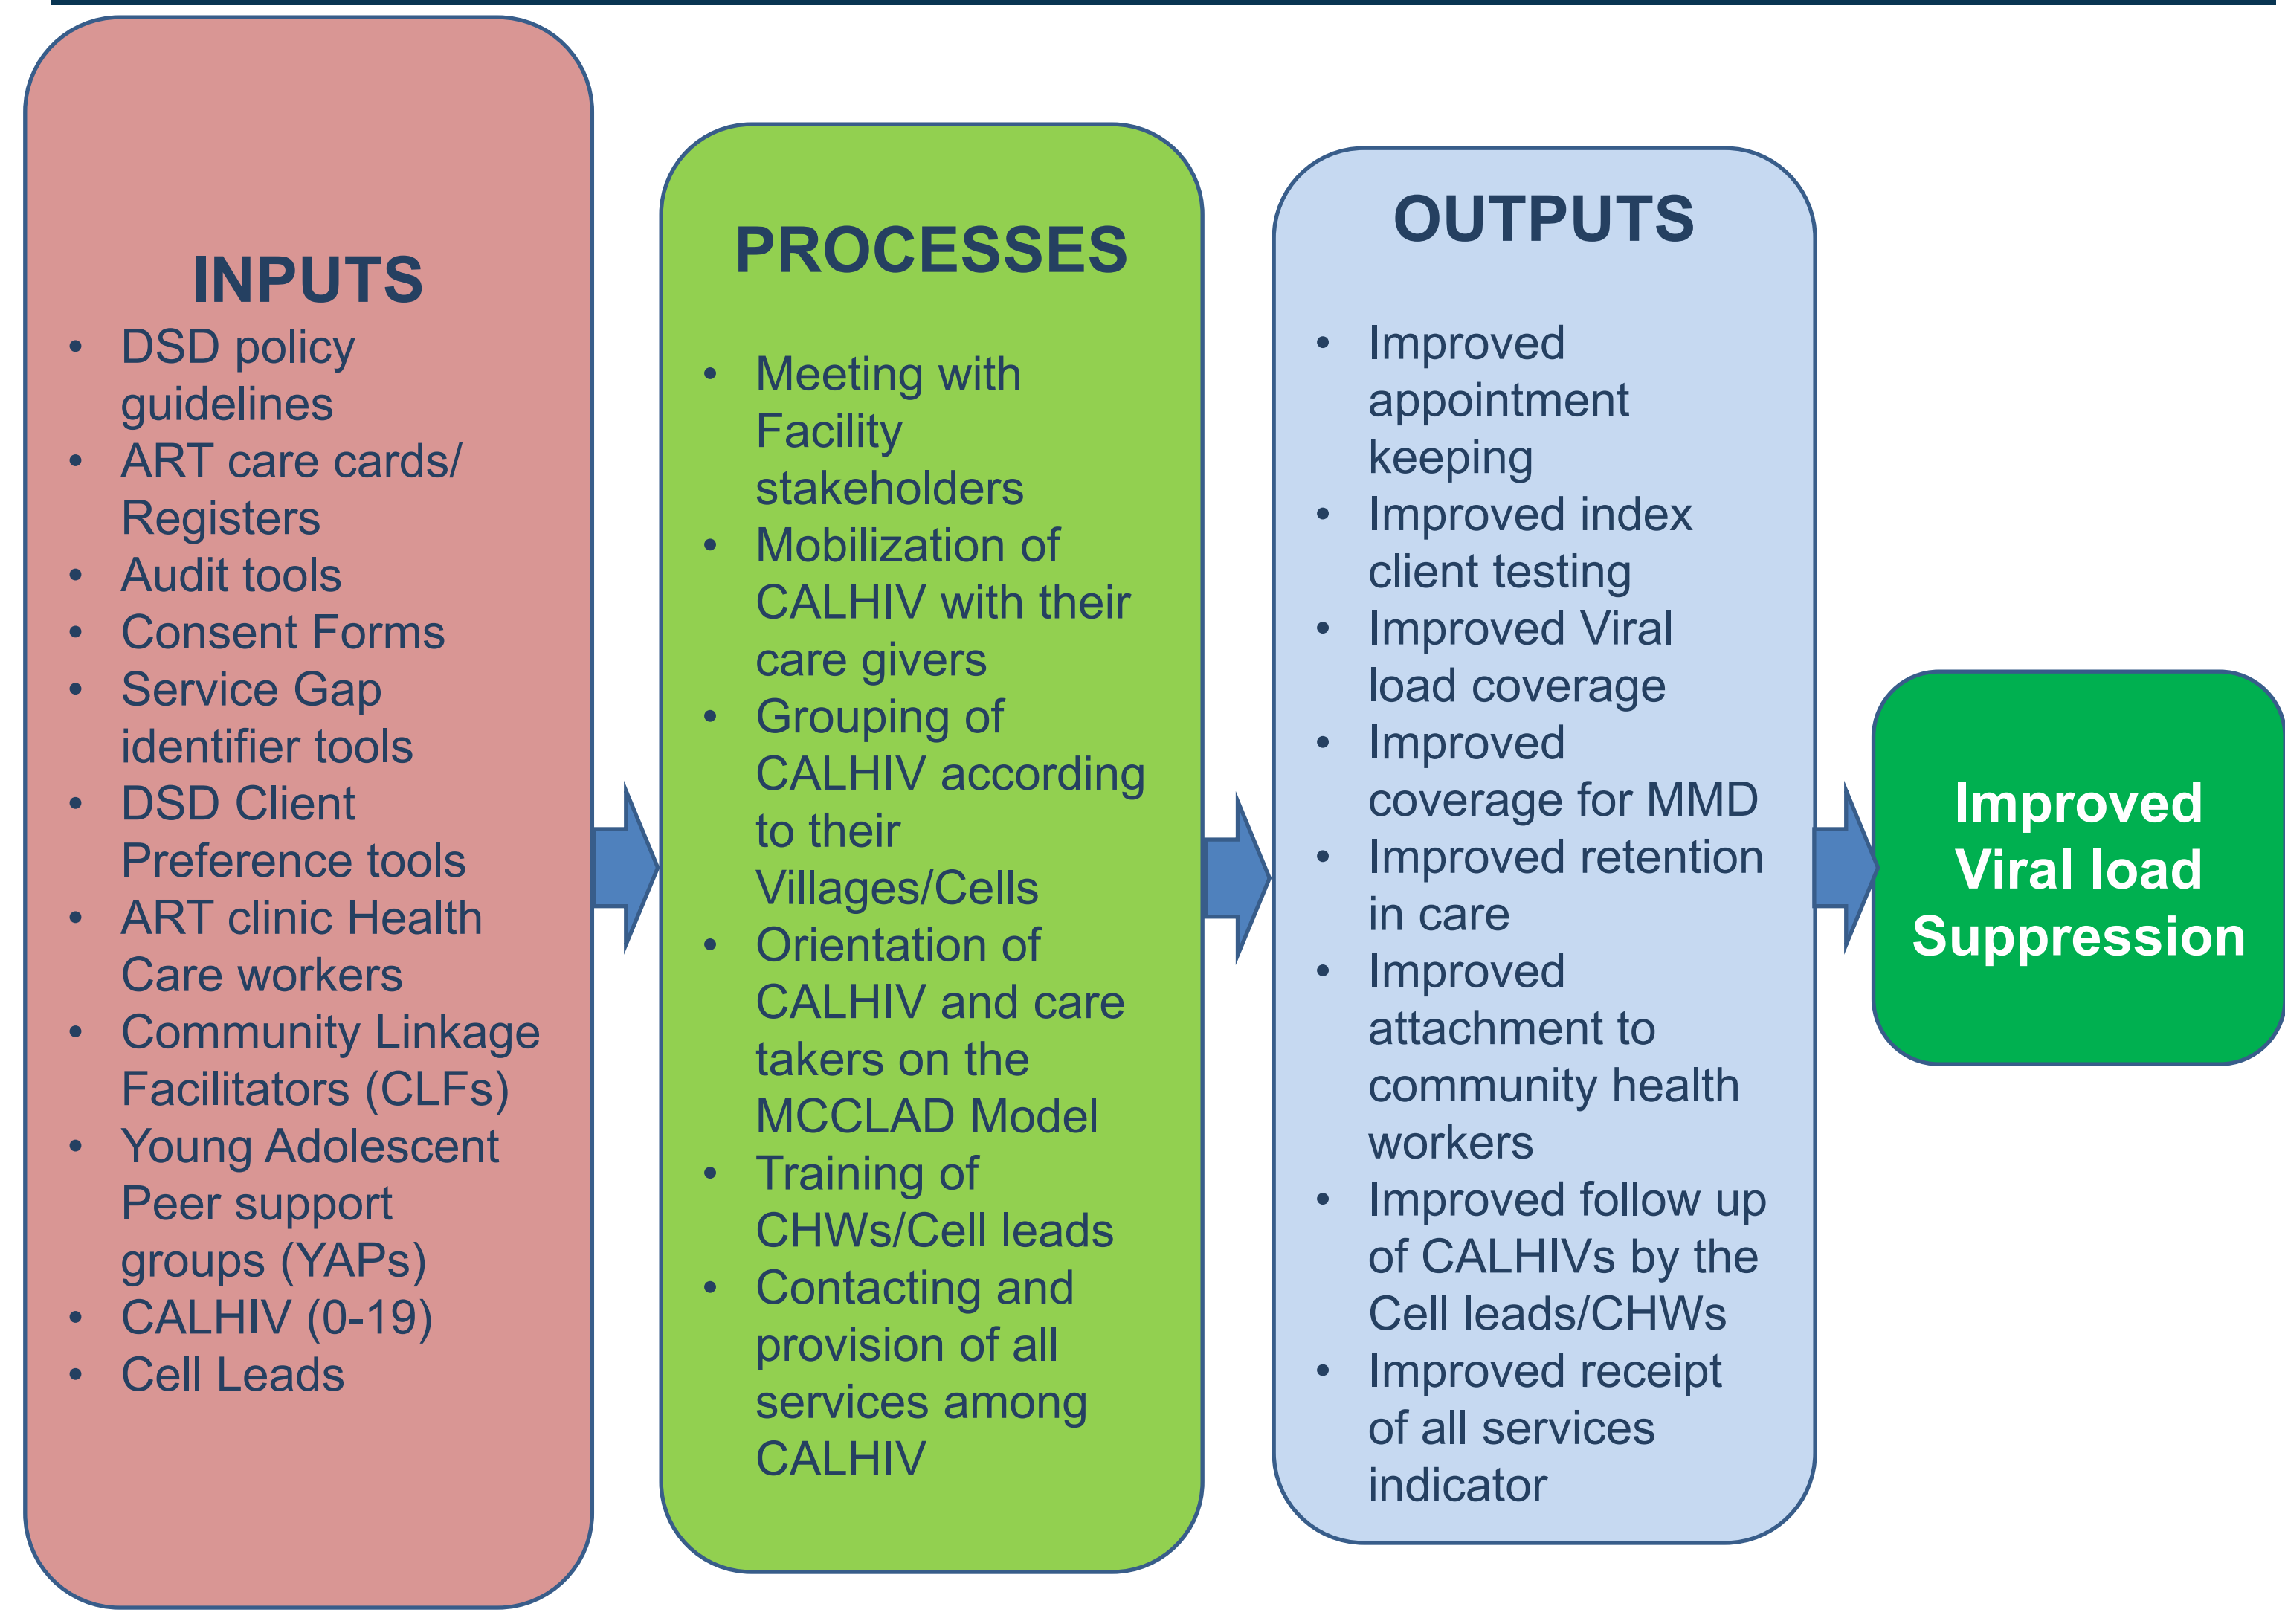 INPUTS
• DSD policy
guidelines
• ART care cards/
Registers
• Audit tools
• Consent Forms
• Service Gap
identifier tools
• DSD Client
Preference tools
• ART clinic Health
Care workers
• Community Linkage
Facilitators (CLFs)
• Young Adolescent
Peer support
groups (YAPs)
• CALHIV (0-19)
• Cell Leads
PROCESSES
• Meeting with
Facility
stakeholders
• Mobilization of
CALHIV with their
care givers
• Grouping of
CALHIV according
to their
Villages/Cells
• Orientation of
CALHIV and care
takers on the
MCCLAD Model
• Training of
CHWs/Cell leads
• Contacting and
provision of all
services among
CALHIV
OUTPUTS
• Improved
appointment
keeping
• Improved index
client testing
• Improved Viral
load coverage
• Improved
coverage for MMD
• Improved retention
in care
• Improved
attachment to
community health
workers
• Improved follow up
of CALHIVs by the
Cell leads/CHWs
• Improved receipt
of all services
indicator
Improved
Viral load
Suppression